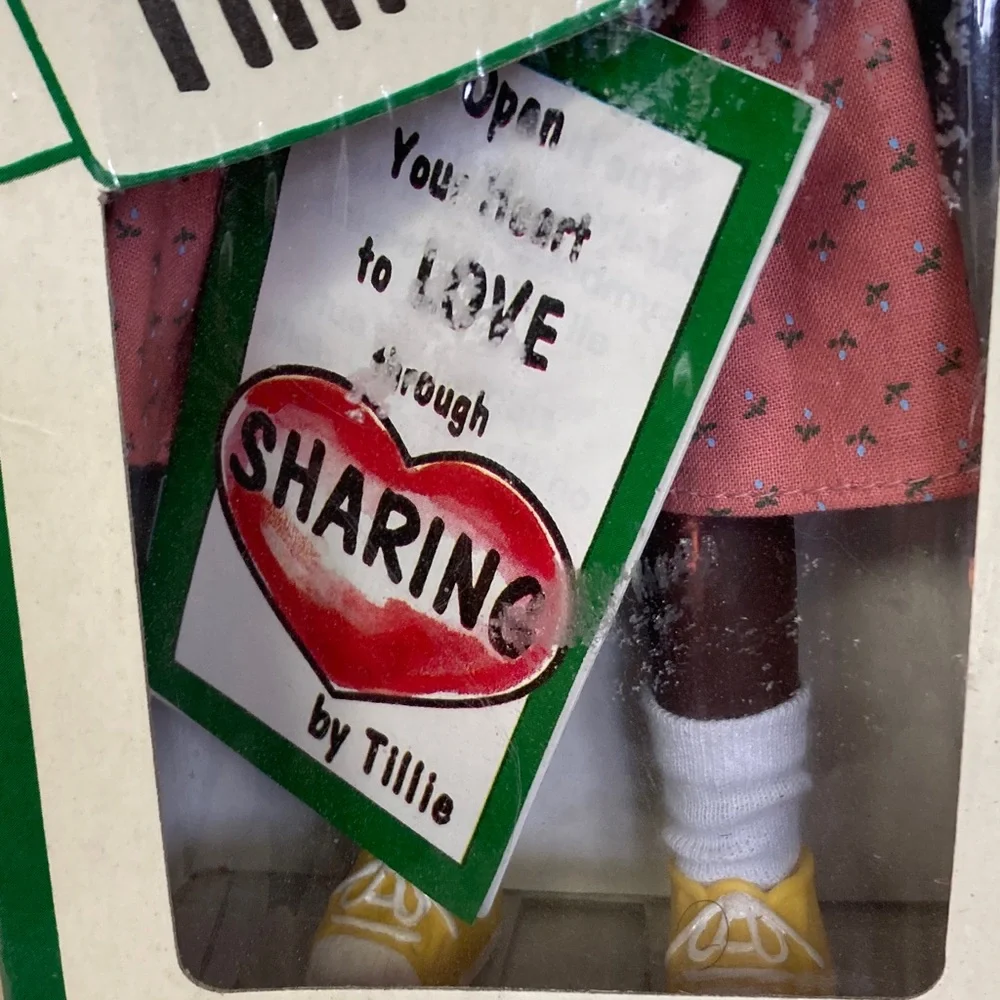 Open
Your Heart
to LOVE
through
SHARING
by Tillie